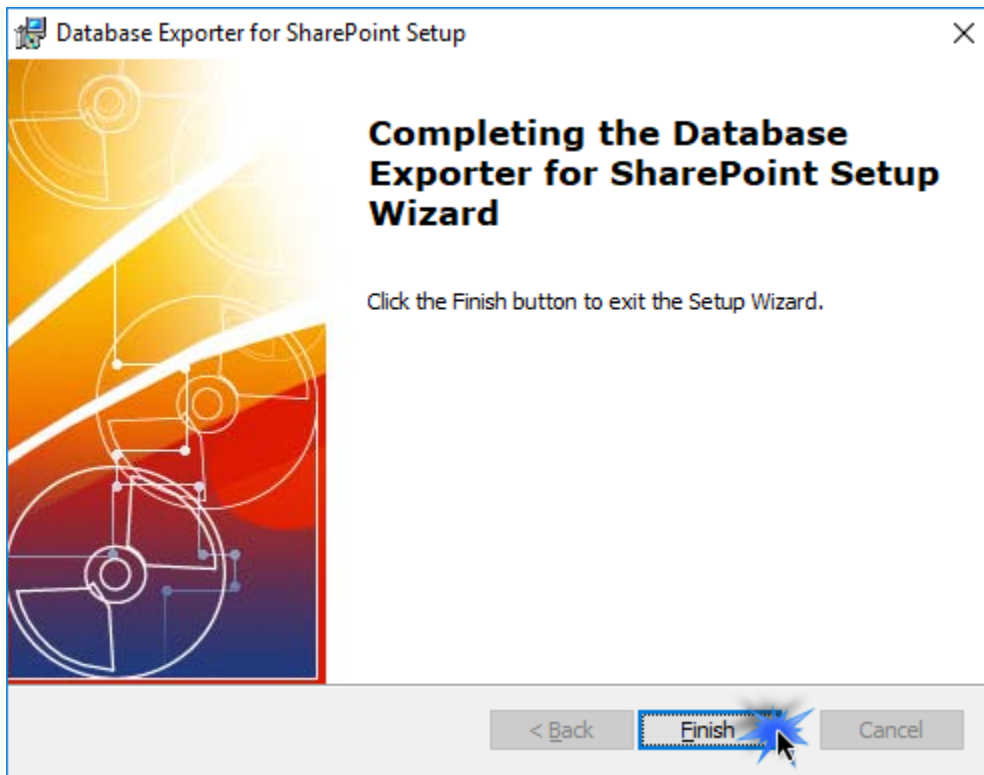 Database Exporter for SharePoint Setup
Completing the Database
Exporter for SharePoint Setup
Wizard
Click the Finish button to exit the Setup Wizard.
< Back
Finish
Cancel